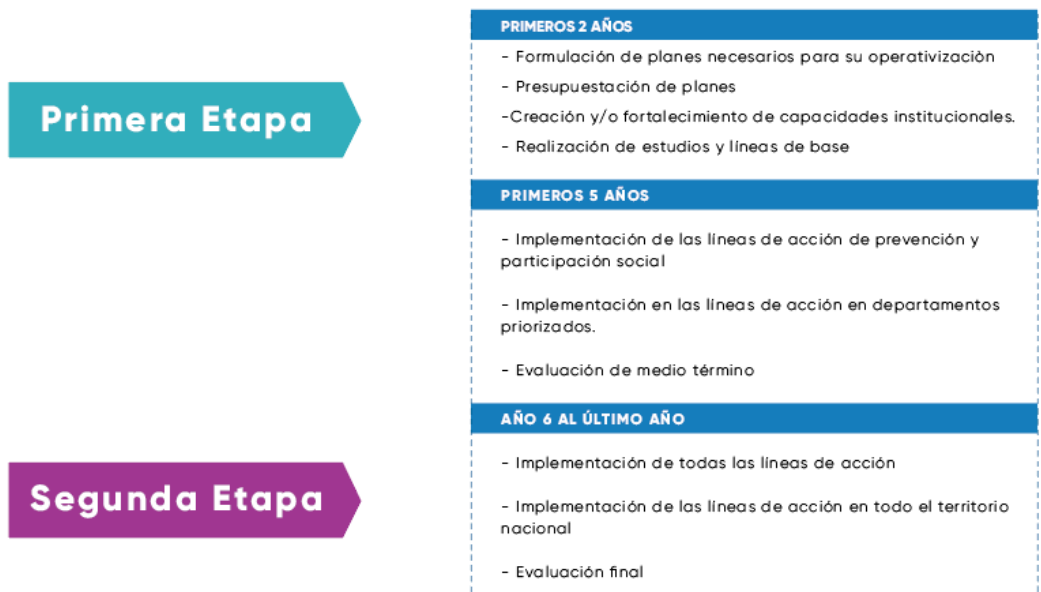 Primera Etapa
PRIMEROS 2 AÑOS
- Formulación de planes necesarios para su operativizaciòn
- Presupuestación de planes
-Creación y/o fortalecimiento de capacidades institucionales.
- Realización de estudios y líneas de base
PRIMEROS 5 AÑOS
- Implementación de las líneas de acción de prevención y
participación social
- Implementación en las líneas de acción en departamentos
priorizados.
- Evaluación de medio término
Segunda Etapa
AÑO 6 AL ÚLTIMO AÑO
- Implementación de todas las líneas de acción
- Implementación de las líneas de acción en todo el territorio
nacional
- Evaluación final